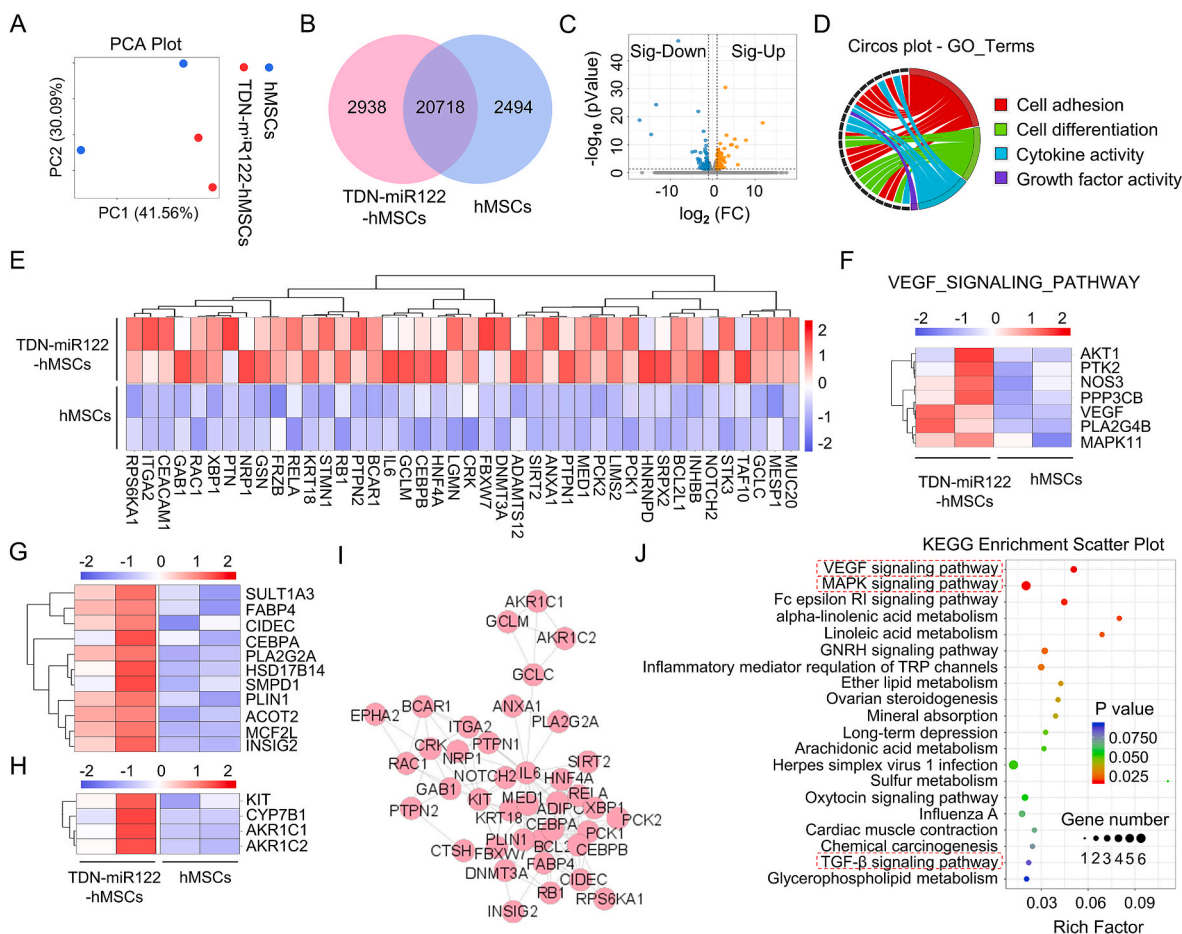 A
PCA Plot
PC2 (30.09%)
PC1 (41.56%)
TDN-miR122-hMSCs
hMSCs
B
2938
20718
2494
TDN-miR122
-hMSCs
hMSCs
C
Sig-Down
Sig-Up
-log10 (pValue)
40
30
20
10
0
-10
0
10
log2 (FC)
D
Circos plot - GO_Terms
Cell adhesion
Cell differentiation
Cytokine activity
Growth factor activity
E
TDN-miR122
-hMSCs
hMSCs
2
1
0
-1
-2
RPS6KA1
ITGA2
CEACAM1
GAB1
RAC1
XBP1
PTN
NRP1
GSN
FRZB
RELA
KRT18
STMN1
RB1
PTPN2
BCAR1
IL6
GCLM
CEBPB
HNF4A
LGMN
CRK
FBXW7
DNMT3A
ADAMTS12
SIRT2
ANXA1
PTPN1
MED1
PCK2
LIMS2
PCK1
HNRNPD
SRPX2
BCL2L1
INHBB
NOTCH2
STK3
TAF10
GCLC
MESP1
MUC20
F
VEGF_SIGNALING_PATHWAY
-2 -1 0 1 2
AKT1
PTK2
NOS3
PPP3CB
VEGF
PLA2G4B
MAPK11
TDN-miR122
-hMSCs
hMSCs
G
-2 -1 0 1 2
SULT1A3
FABP4
CIDEC
CEBPA
PLA2G2A
HSD17B14
SMPD1
PLIN1
ACOT2
MCF2L
INSIG2
H
-2 -1 0 1 2
KIT
CYP7B1
AKR1C1
AKR1C2
TDN-miR122
-hMSCs
hMSCs
I
AKR1C1
GCLM
AKR1C2
GCLC
ANXA1
PLA2G2A
EPHA2
BCAR1
ITGA2
CRK
PTPN1
NRP1
RAC1
IL6
SIRT2
NOTCH2
HNF4A
GAB1
RELA
KIT
MED1
ADIPC
XBP1
PTPN2
PCK2
KRT18
CEBPA
PCK1
PLIN1
BCL2
CEBPB
CTSH
FBXW7
FABP4
DNMT3A
CIDEC
RB1
RPS6KA1
INSIG2
J
KEGG Enrichment Scatter Plot
VEGF signaling pathway
MAPK signaling pathway
Fc epsilon RI signaling pathway
alpha-linolenic acid metabolism
Linoleic acid metabolism
GNRH signaling pathway
Inflammatory mediator requlation of TRP channels
Ether lipid metabolism
Ovarian steroidogenesis
Mineral absorption
Long-term depression
Arachidonic acid metabolism
Herpes simplex virus 1 infection
Sulfur metabolism
Oxytocin signaling pathway
Influenza A
Cardiac muscle contraction
Chemical carcinogenesis
TGF-β signaling pathway
Glycerophospholipid metabolism
P value
0.0750
0.050
0.025
Gene number
1 2 3 4 5 6
0.03
0.06
0.09
Rich Factor